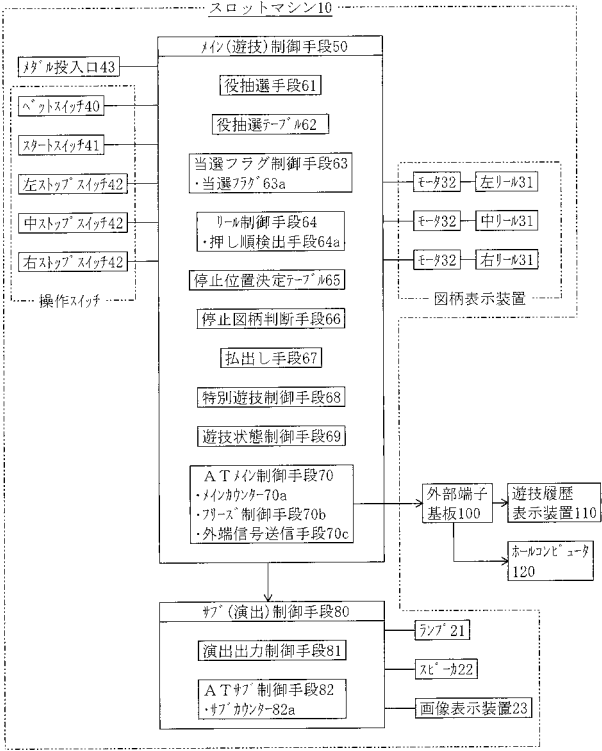 スロットマシン10
メイン(遊技)制御手段50
メダル投入口43
ベットスイッチ40
スタートスイッチ41
左ストップスイッチ42
中ストップスイッチ42
右ストップスイッチ42
操作スイッチ
役抽選手段61
役抽選テーブル62
当選フラグ制御手段63
・当選フラグ63a
リール制御手段64
・押し順検出手段64a
停止位置決定テーブル65
停止図柄判断手段66
払出し手段67
特別遊技制御手段68
遊技状態制御手段69
ATメイン制御手段70
・メインカウンター70a
・フリーズ制御手段70b
・外端信号送信手段70c
モータ32
左リール31
モータ32
中リール31
モータ32
右リール31
図柄表示装置
外部端子
基板100
遊技履歴
表示装置110
ホールコンピュータ
120
サブ(演出)制御手段80
演出出力制御手段81
ATサブ制御手段82
・サブカウンター82a
ランプ21
スピーカ22
画像表示装置23